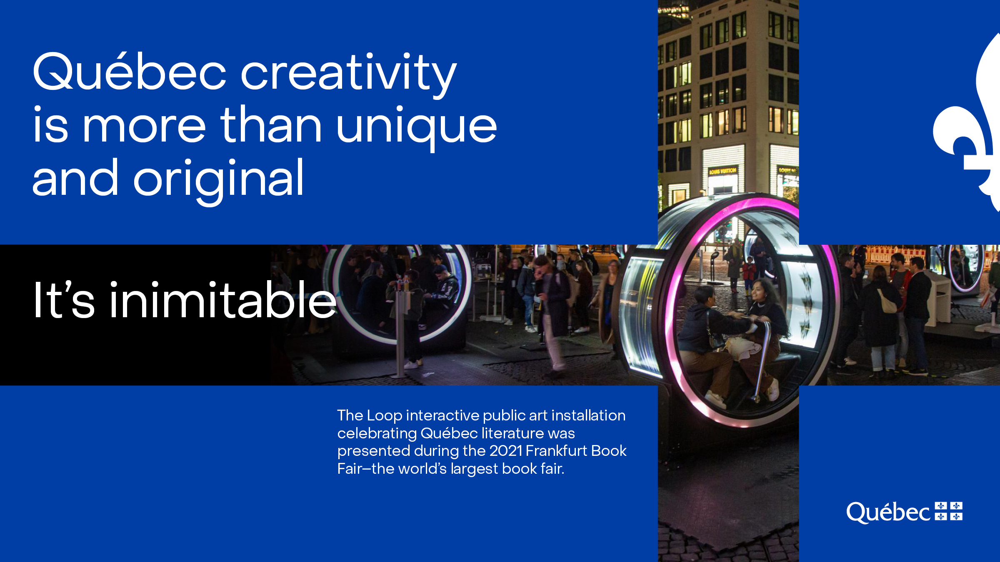 Québec creativity
is more than unique
and original
LOUIS VUITTON
It’s inimitable
The Loop interactive public art installation
celebrating Québec literature was
presented during the 2021 Frankfurt Book
Fair–the world’s largest book fair.
Québec